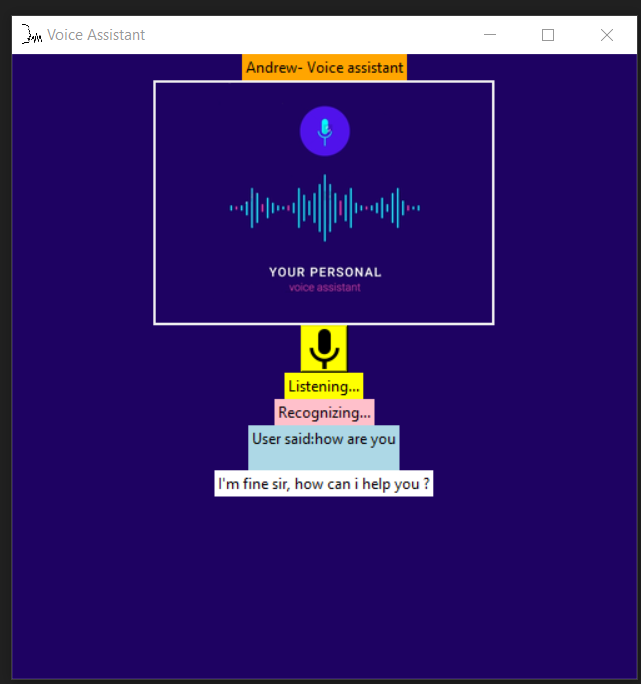 Voice Assistant
Andrew- Voice assistant
YOUR PERSONAL
voice assistant
Listening...
Recognizing...
User said:how are you
I'm fine sir, how can i help you ?